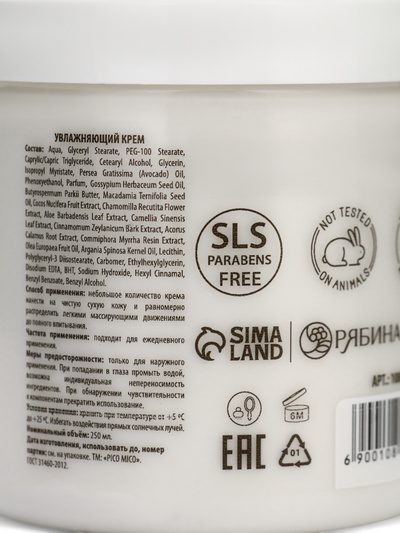 УВЛАЖНЯЮЩИЙ КРЕМ
Состав: Aqua, Glyceryl Stearate, PEG-100 Stearate,
Caprylic/Capric Triglyceride, Cetearyl Alcohol, Glycerin,
Isopropyl Myristate, Persea Gratissima (Avocado) Oil,
Phenoxyethanol, Parfum, Gossypium Herbaceum Seed Oil,
Butyrospermum Parkii Butter, Macadamia Ternifolia Seed
Oil, Cocos Nucifera Fruit Extract, Chamomilla Recutita Flower
Extract, Aloe Barbadensis Leaf Extract, Camellia Sinensis
Leaf Extract, Cinnamomum Zeylanicum Bark Extract, Acorus
Calamus Root Extract, Commiphora Myrrha Resin Extract,
Olea Europaea Fruit Oil, Argania Spinosa Kernel Oil, Lecithin,
Polyglyceryl-3 Diisostearate, Carbomer, Ethylhexylglycerin,
Disodium EDTA, BHT, Sodium Hydroxide, Hexyl Cinnamal,
Benzyl Benzoate, Benzyl Alcohol.
Способ применения: небольшое количество крема
нанести на чистую сухую кожу и равномерно
распределить легкими массирующими движениями
до полного впитывания.
Частота применения: подходит для ежедневного
применения.
Меры предосторожности: только для наружного
применения. При попадании в глаза промыть водой,
возможна индивидуальная непереносимость
ингредиентов. При обнаружении чувствительности
к компонентам прекратить использование.
Условия хранения: хранить при температуре от +5 °C
до +25 °C. Избегать воздействия прямых солнечных лучей.
Номинальный объём: 250 мл.
Дата изготовления, использовать до, номер
партии: см. на упаковке. ТМ: «PICO MICO».
ГОСТ 31460-2012.
SLS
PARABENS
FREE
NOT TESTED
ON ANIMALS
SIMA
LAND
РЯБИНА
6M
EAC
01
АРТ.:
6 900108